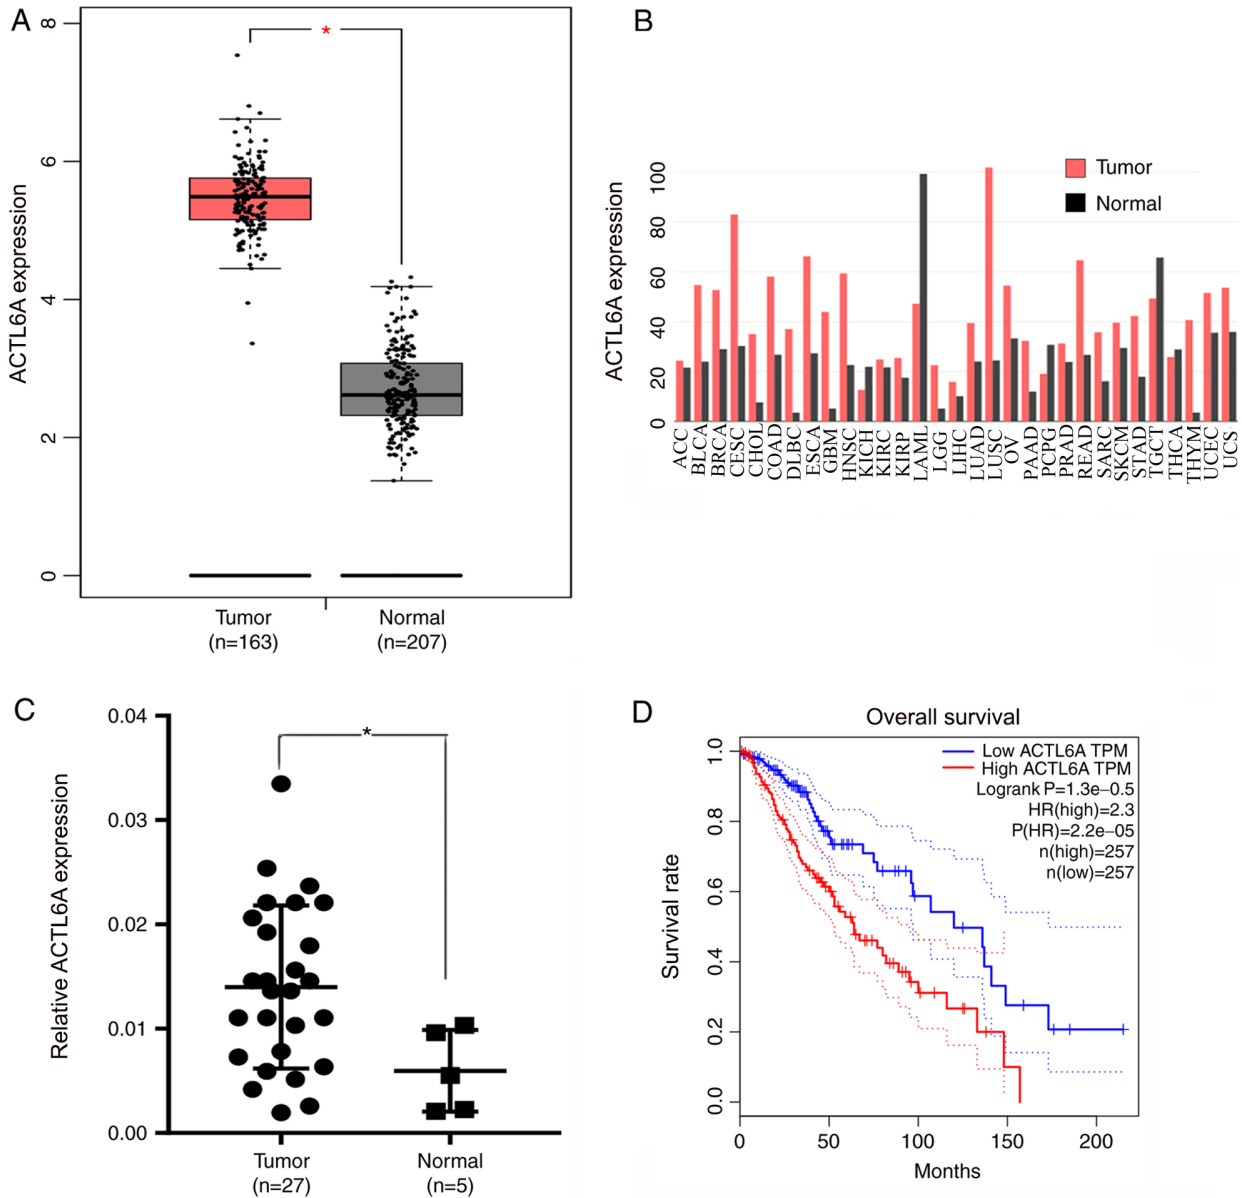 A
ACTL6A expression
8
6
4
2
0
*
Tumor
(n=163)
Normal
(n=207)
B
ACTL6A expression
100
80
60
40
20
0
Tumor
Normal
ACC
BLCA
BRCA
CESC
CHOL
COAD
DLBC
ESCA
GBM
HNSC
KICH
KIRC
KIRP
LAML
LGG
LIHC
LUAD
LUSC
OV
PAAD
PCPG
PRAD
READ
SARC
SKCM
STAD
TGCT
THCA
THYM
UCEC
UCS
C
Relative ACTL6A expression
0.04
0.03
0.02
0.01
0.00
*
Tumor
(n=27)
Normal
(n=5)
D
Overall survival
Survival rate
1.0
0.8
0.6
0.4
0.2
0.0
Low ACTL6A TPM
High ACTL6A TPM
Logrank P=1.3e−0.5
HR(high)=2.3
P(HR)=2.2e−05
n(high)=257
n(low)=257
0
50
100
150
200
Months